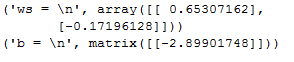 ('ws = \n', array([[ 0.65307162],
[-0.17196128]]))
('b = \n', matrix([[-2.89901748]]))